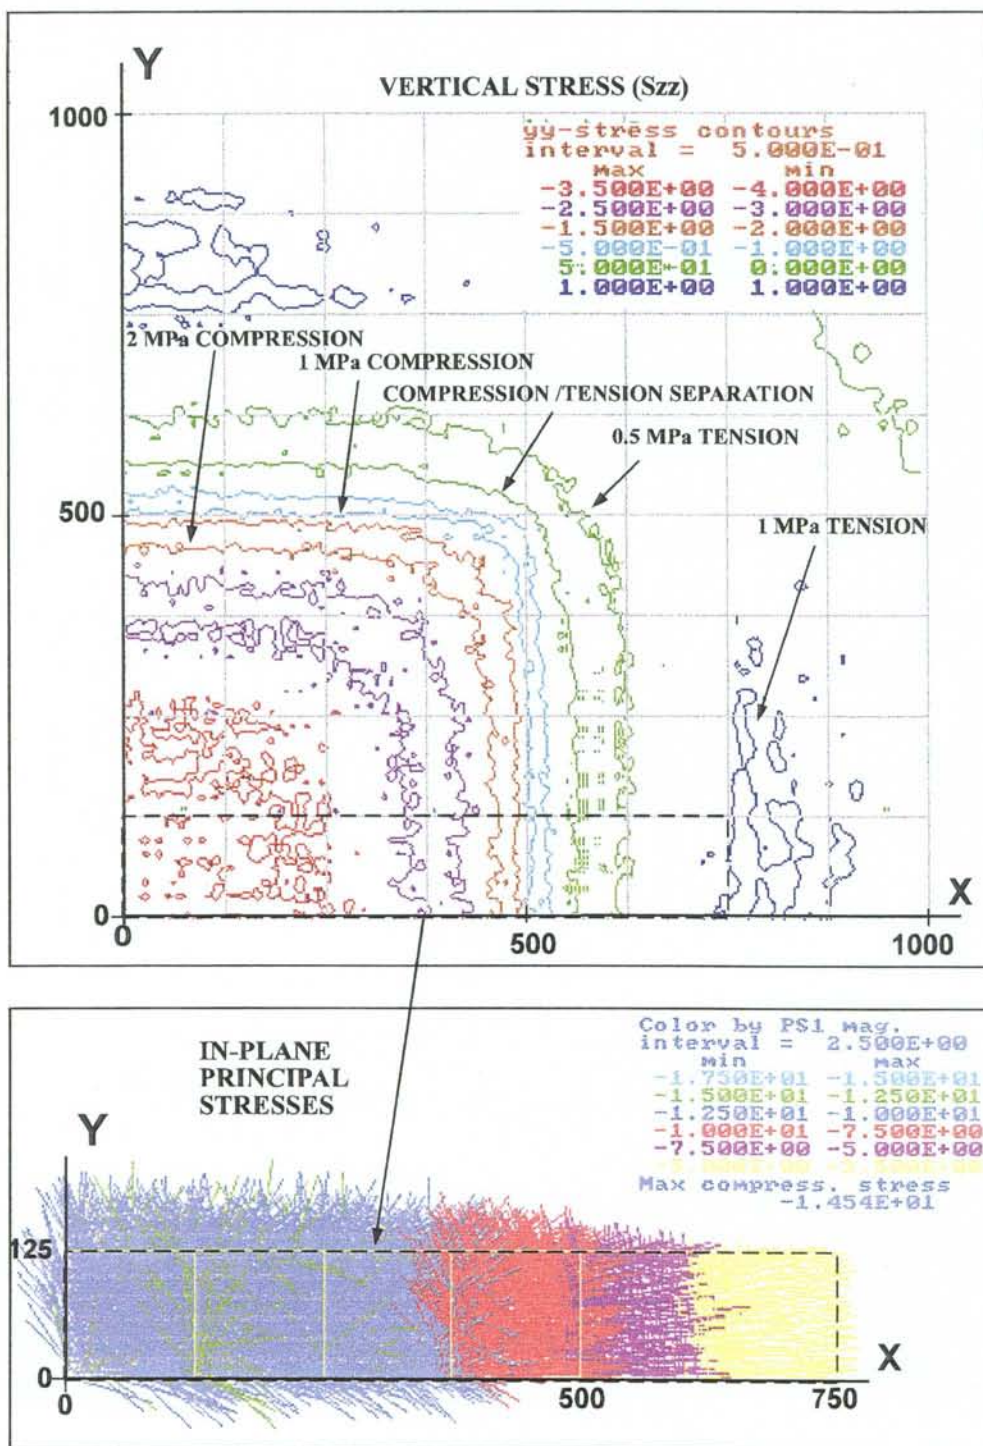 Y
VERTICAL STRESS (Szz)
1000
yy-stress contours
interval = 5.000E-01
max min
-3.500E+00 -4.000E+00
-2.500E+00 -3.000E+00
-1.500E+00 -2.000E+00
-5.000E-01 -1.000E+00
5.000E-01 0.000E+00
1.000E+00 1.000E+00
2 MPa COMPRESSION
1 MPa COMPRESSION
COMPRESSION /TENSION SEPARATION
0.5 MPa TENSION
500
1 MPa TENSION
0
X
0 500 1000
IN-PLANE
PRINCIPAL
STRESSES
Color by PS1 mag.
interval = 2.500E+00
min max
-1.750E+01 -1.500E+01
-1.500E+01 -1.250E+01
-1.250E+01 -1.000E+01
-1.000E+01 -7.500E+00
-7.500E+00 -5.000E+00
Max compress. stress
-1.454E+01
Y
125
0
X
0 500 750